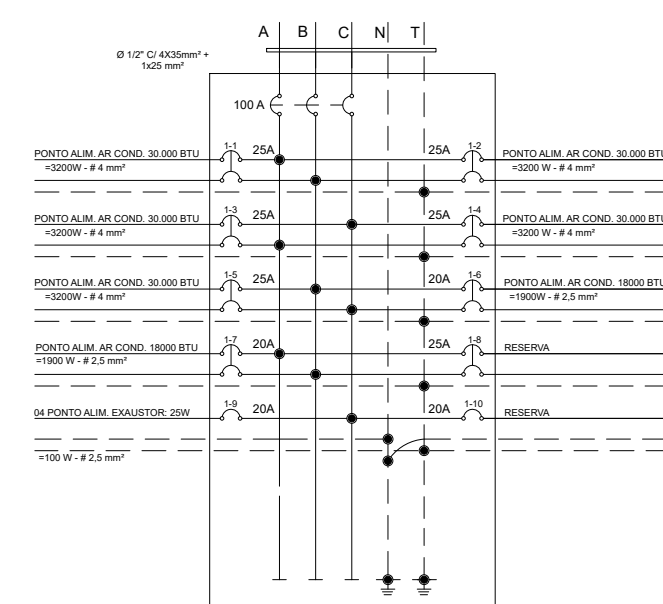 A B C N T
Ø 1/2" C/ 4X35mm² +
1x25 mm²
100 A
PONTO ALIM. AR COND. 30.000 BTU
=3200W - # 4 mm²
1-1
25A
25A
1-2
PONTO ALIM. AR COND. 30.000 BTU
=3200 W - # 4 mm²
PONTO ALIM. AR COND. 30.000 BTU
=3200W - # 4 mm²
1-3
25A
25A
1-4
PONTO ALIM. AR COND. 30.000 BTU
=3200 W - # 4 mm²
PONTO ALIM. AR COND. 30.000 BTU
=3200W - # 4 mm²
1-5
25A
20A
1-6
PONTO ALIM. AR COND. 18000 BTU
=1900W - # 2,5 mm²
PONTO ALIM. AR COND. 18000 BTU
=1900 W - # 2,5 mm²
1-7
20A
25A
1-8
RESERVA
04 PONTO ALIM. EXAUSTOR: 25W
1-9
20A
20A
1-10
RESERVA
=100 W - # 2,5 mm²